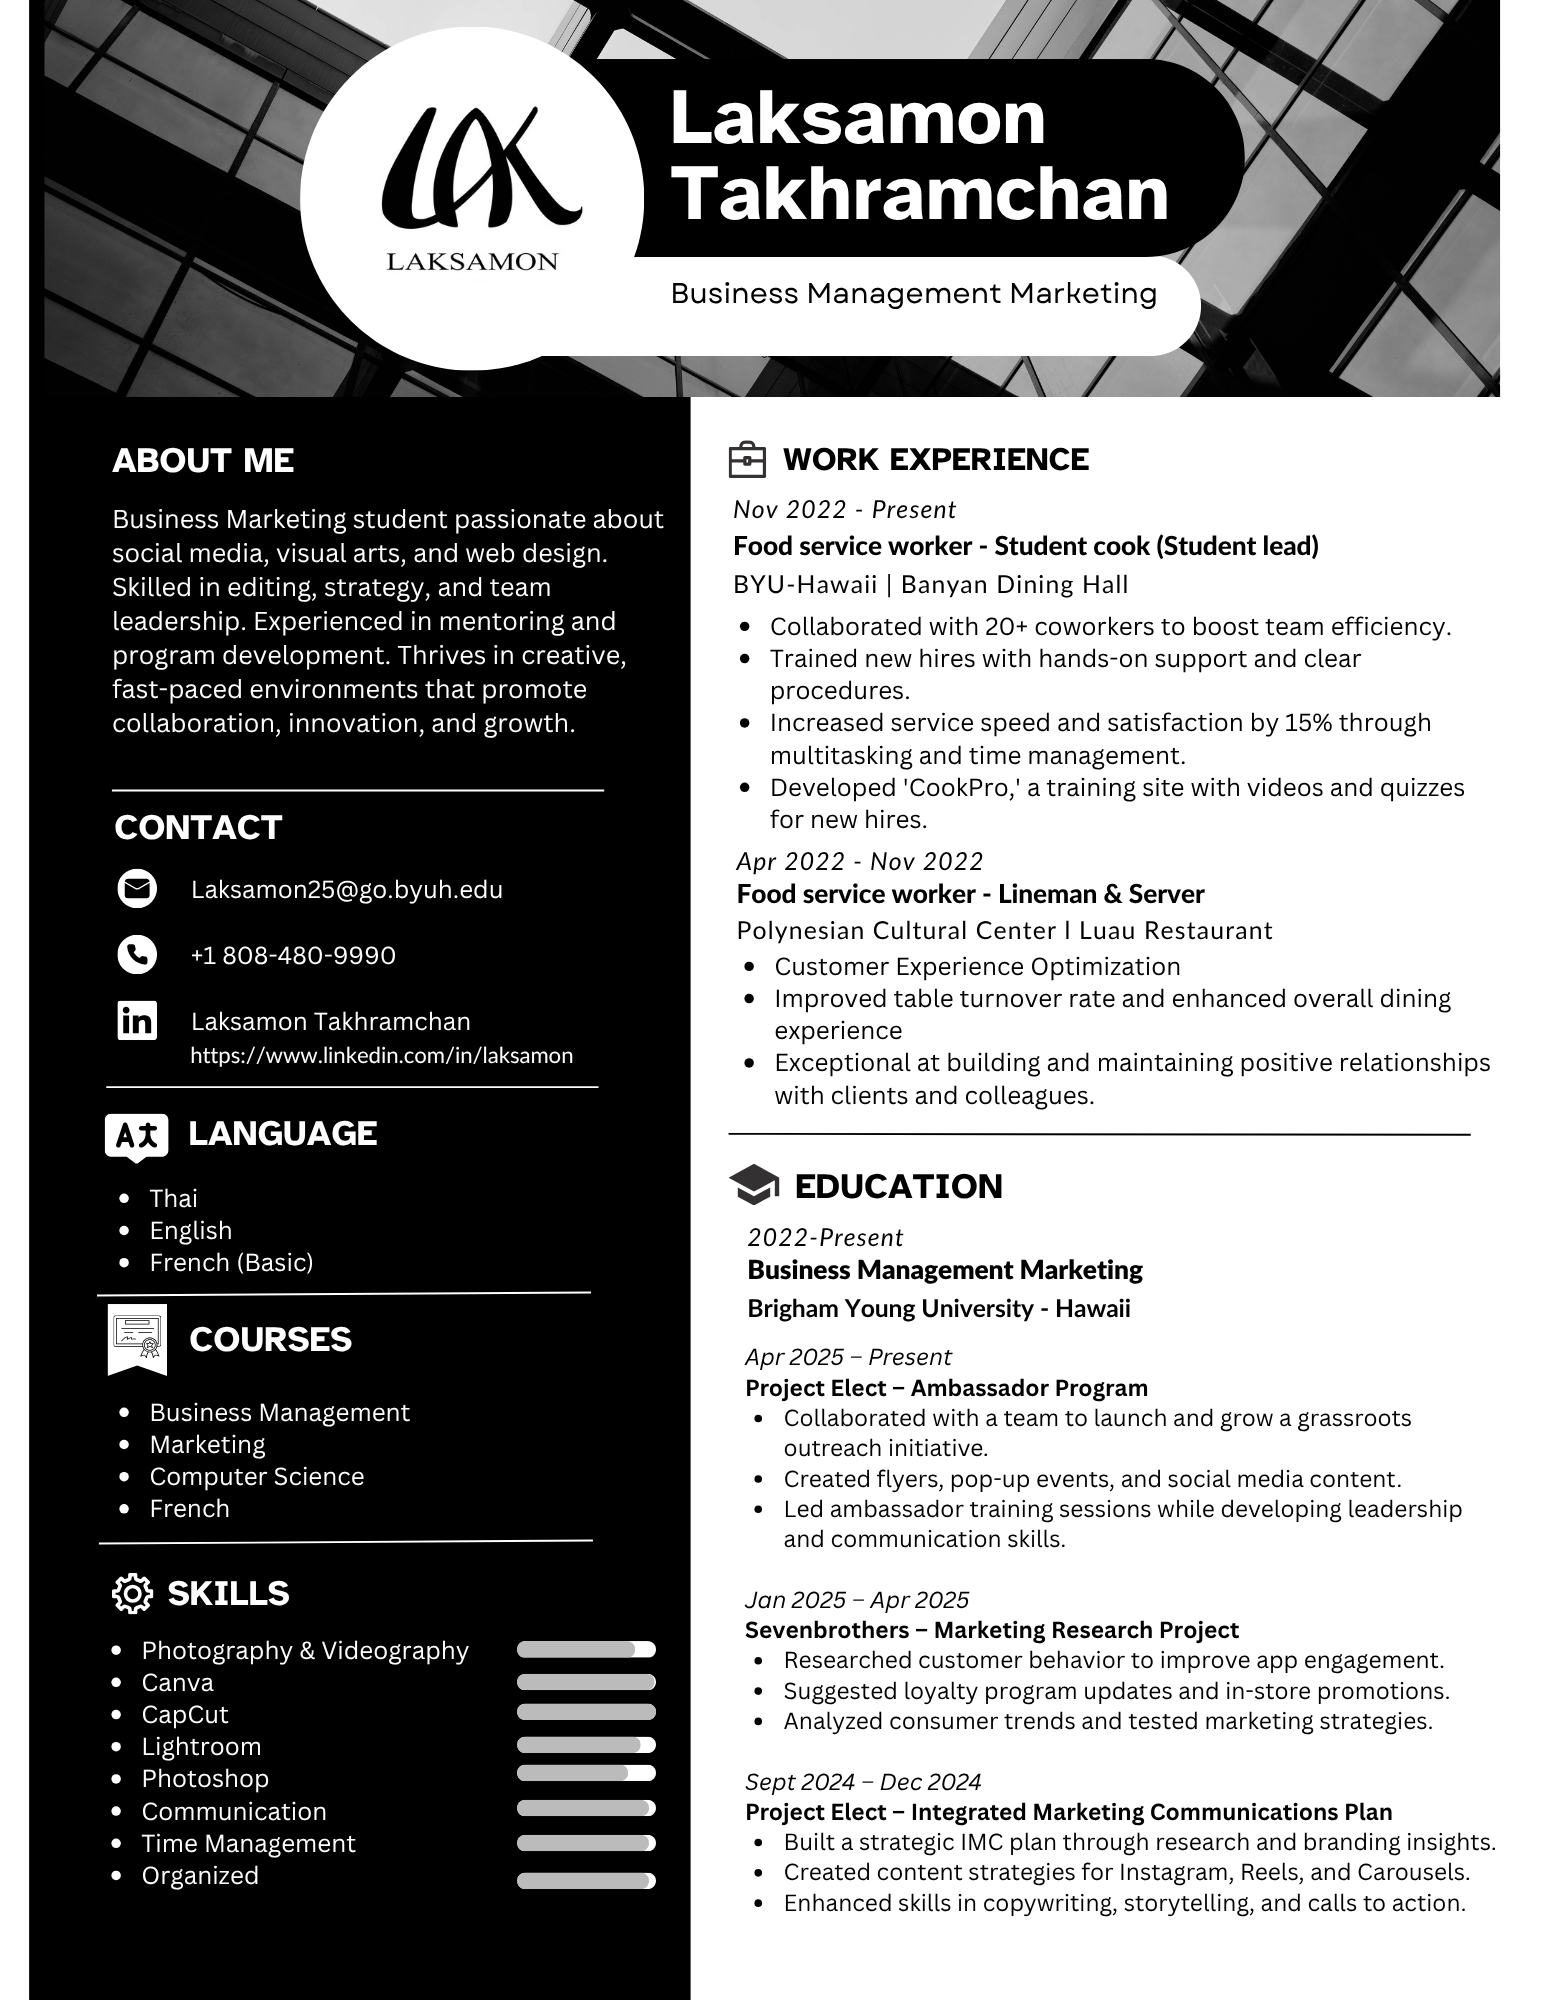 LAK
LAKSAMON
Laksamon
Takhramchan
Business Management Marketing
ABOUT ME
Business Marketing student passionate about
social media, visual arts, and web design.
Skilled in editing, strategy, and team
leadership. Experienced in mentoring and
program development. Thrives in creative,
fast-paced environments that promote
collaboration, innovation, and growth.
CONTACT
Laksamon25@go.byuh.edu
+1 808-480-9990
in
Laksamon Takhramchan
https://www.linkedin.com/in/laksamon
LANGUAGE
• Thai
• English
• French (Basic)
COURSES
• Business Management
• Marketing
• Computer Science
• French
SKILLS
• Photography & Videography
• Canva
• CapCut
• Lightroom
• Photoshop
• Communication
• Time Management
• Organized
WORK EXPERIENCE
Nov 2022 - Present
Food service worker - Student cook (Student lead)
BYU-Hawaii | Banyan Dining Hall
• Collaborated with 20+ coworkers to boost team efficiency.
• Trained new hires with hands-on support and clear
procedures.
• Increased service speed and satisfaction by 15% through
multitasking and time management.
• Developed 'CookPro,' a training site with videos and quizzes
for new hires.
Apr 2022 - Nov 2022
Food service worker - Lineman & Server
Polynesian Cultural Center l Luau Restaurant
• Customer Experience Optimization
• Improved table turnover rate and enhanced overall dining
experience
• Exceptional at building and maintaining positive relationships
with clients and colleagues.
EDUCATION
2022-Present
Business Management Marketing
Brigham Young University - Hawaii
Apr 2025 – Present
Project Elect – Ambassador Program
• Collaborated with a team to launch and grow a grassroots
outreach initiative.
• Created flyers, pop-up events, and social media content.
• Led ambassador training sessions while developing leadership
and communication skills.
Jan 2025 – Apr 2025
Sevenbrothers – Marketing Research Project
• Researched customer behavior to improve app engagement.
• Suggested loyalty program updates and in-store promotions.
• Analyzed consumer trends and tested marketing strategies.
Sept 2024 – Dec 2024
Project Elect – Integrated Marketing Communications Plan
• Built a strategic IMC plan through research and branding insights.
• Created content strategies for Instagram, Reels, and Carousels.
• Enhanced skills in copywriting, storytelling, and calls to action.